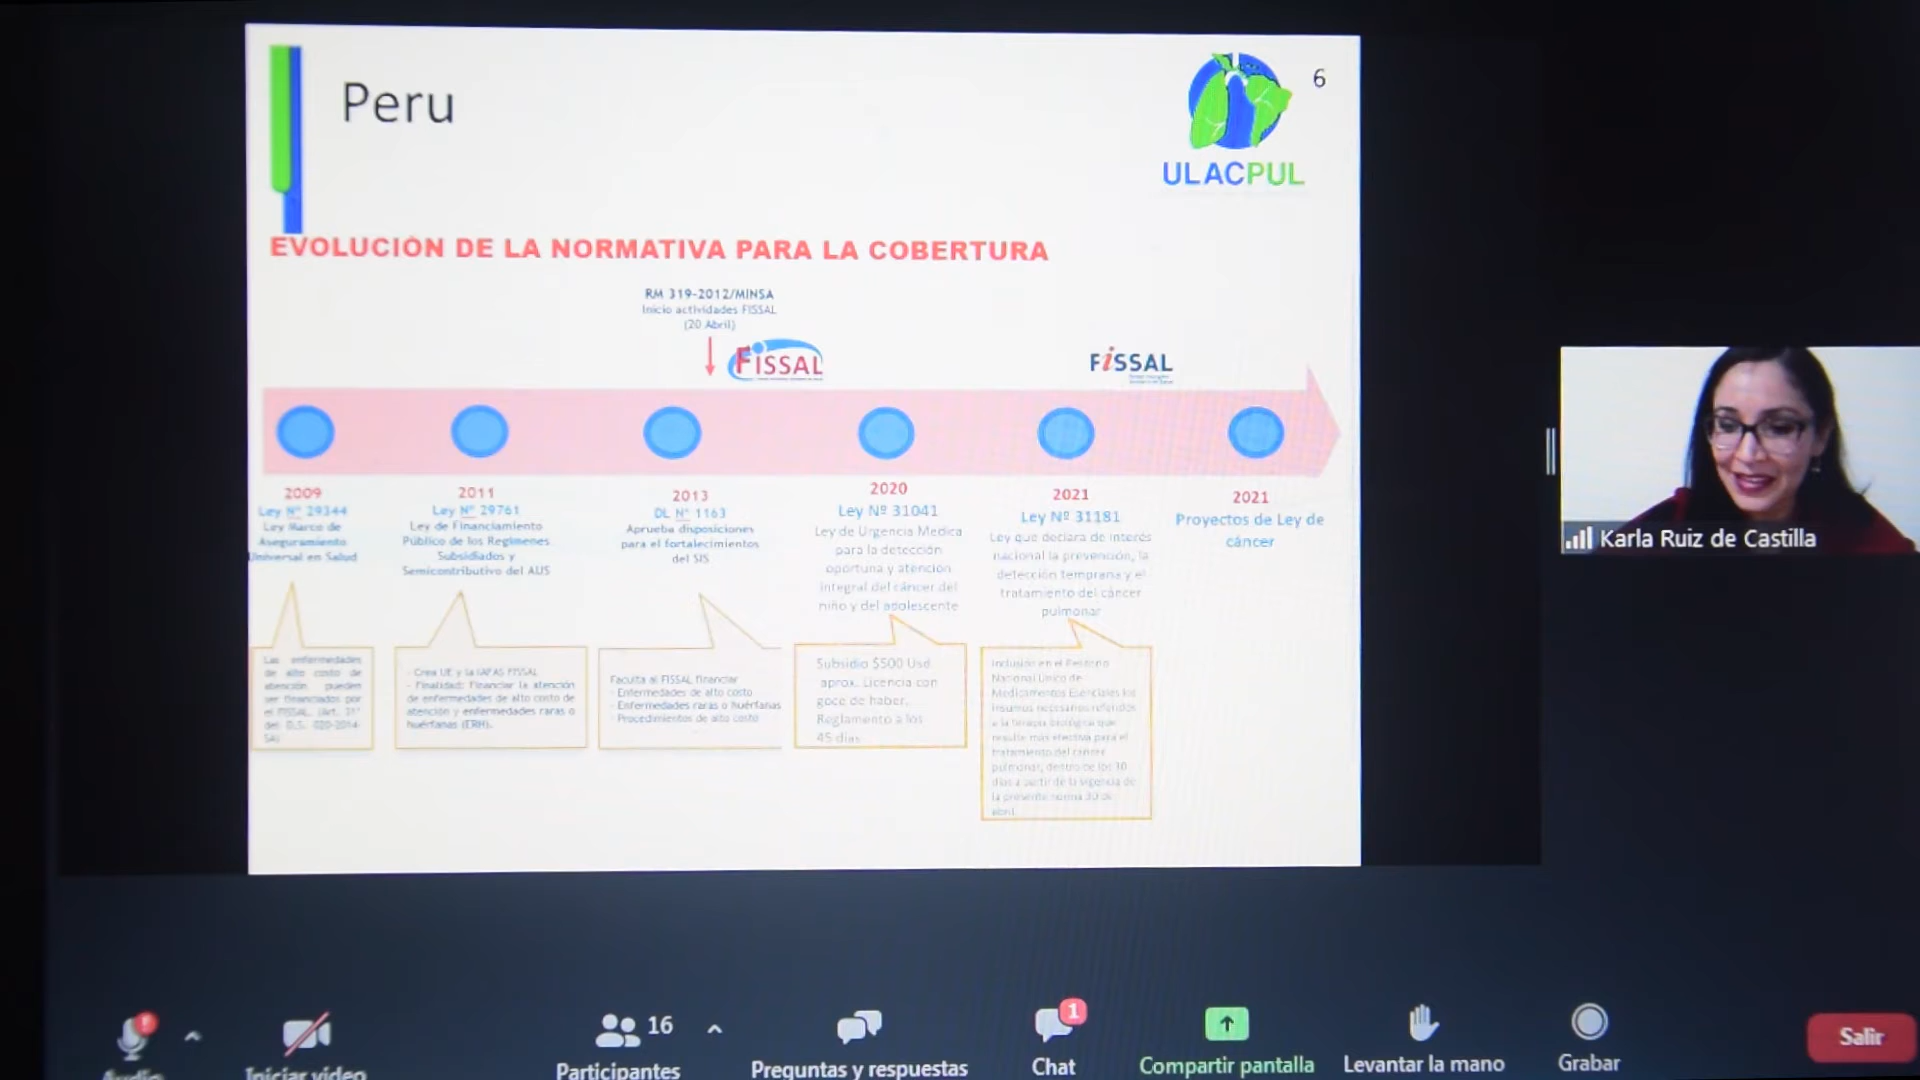 Peru
6
ULACPUL
EVOLUCIÓN DE LA NORMATIVA PARA LA COBERTURA
RM 319-2012/MINSA
Inicio actividades FISSAL
(20 Abril)
FiSSAL
FiSSAL
2009
Ley Nº 29344
Ley Marco de
Aseguramiento
Universal en Salud
2011
Ley Nº 29761
Ley de Financiamiento
Público de los Regimenes
Subsidiados y
Semicontributivo del AUS
2013
DL Nº 1163
Aprueba disposiciones
para el fortalecimientos
del SIS
2020
Ley Nº 31041
Ley de Urgencia Medica
para la detección
oportuna y atencion
integral del cáncer del
niño y del adolescente
2021
Ley Nº 31181
Ley que declara de interés
nacional la prevención, la
detección temprana y el
tratamiento del cáncer
pulmonar
2021
Proyectos de Ley de
cáncer
Las enfermedades
de alto costo de
atención pueden
ser financiados por
el FISSAL. (Art. 31°
del D.S. 020-2014-
SA)
- Crea UE y la IAFAS FISSAL
- Finalidad: Financiar la atención
de enfermedades de alto costo de
atención y enfermedades raras o
huérfanas (ERH).
Faculta al FISSAL financiar
- Enfermedades de alto costo
- Enfermedades raras o huérfanas
- Procedimientos de alto costo
Subsidio $500 Usd
aprox. Licencia con
goce de haber.
Reglamento a los
45 dias
Inclusión en el Petitorio
Nacional Unico de
Medicamentos Esenciales los
insumos necesarios referidos
a la terapia biológica que
resulte más efectiva para el
tratamiento del cáncer
pulmonar, dentro de los 30
días a partir de la vigencia de
la presente norma 30 de
abril
Karla Ruiz de Castilla
Audio
Iniciar video
16
Participantes
Preguntas y respuestas
1
Chat
Compartir pantalla
Levantar la mano
Grabar
Salir